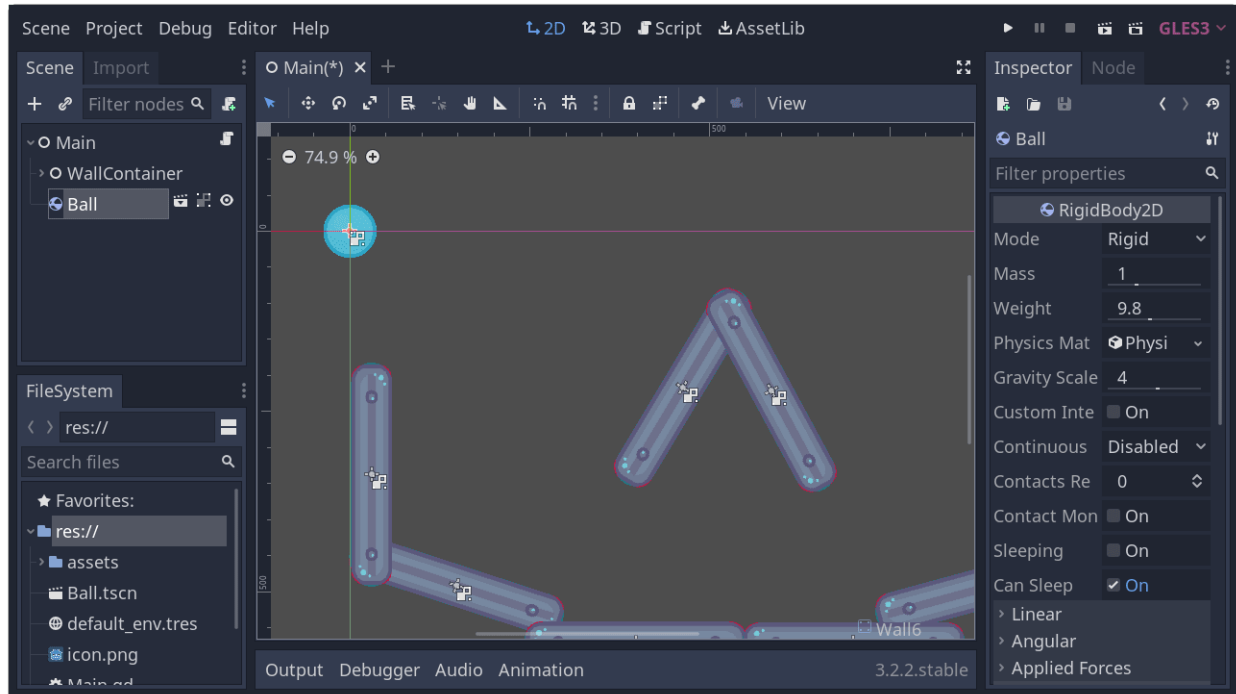 Scene Project Debug Editor Help 2D 3D Script AssetLib GLES3
Scene Import
Filter nodes
Main
WallContainer
Ball
FileSystem
res://
Search files
Favorites:
res://
assets
Ball.tscn
default_env.tres
icon.png
Main.gd
Main(*)
View
0 500
74.9 %
0
500
Wall6
Output Debugger Audio Animation 3.2.2.stable
Inspector Node
Ball
Filter properties
RigidBody2D
Mode Rigid
Mass 1
Weight 9.8
Physics Mat Physi
Gravity Scale 4
Custom Inte On
Continuous Disabled
Contacts Re 0
Contact Mon On
Sleeping On
Can Sleep On
Linear
Angular
Applied Forces